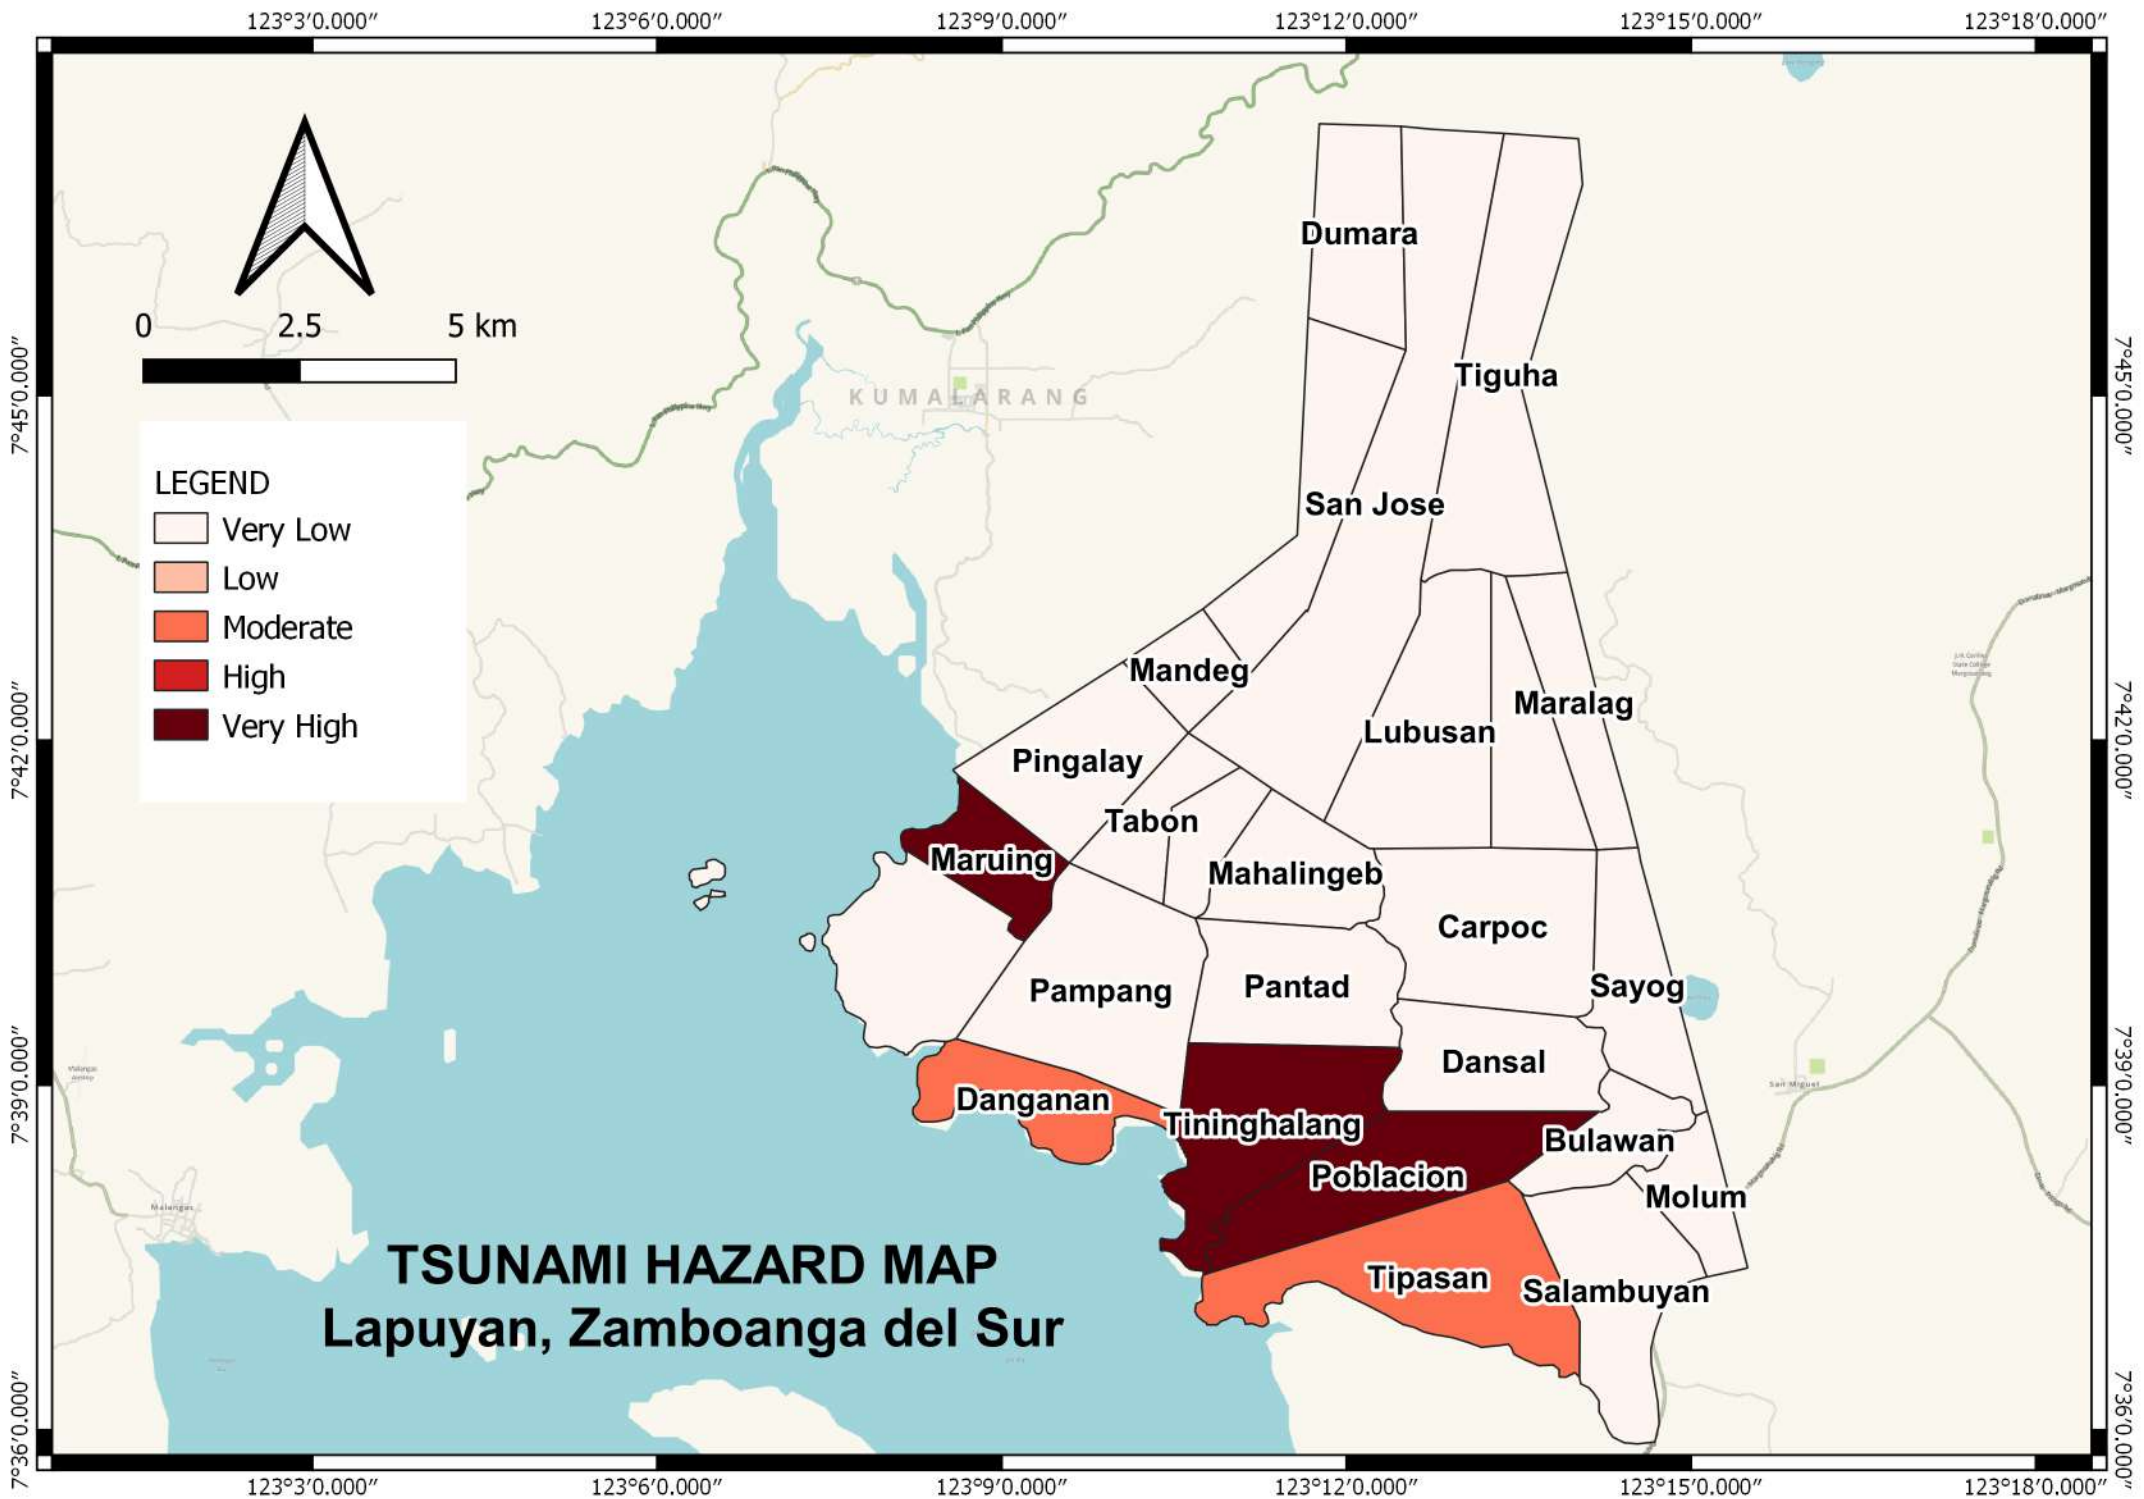 123°3′0.000″ 123°6′0.000″ 123°9′0.000″ 123°12′0.000″ 123°15′0.000″ 123°18′0.000″
Dumara
0 2.5 5 km
7°45′0.000″
7°45′0.000″
Tiguha
KUMALARANG
LEGEND
Very Low
Low
Moderate
High
Very High
San Jose
Mandeg
Maralag
Lubusan
7°42′0.000″
7°42′0.000″
Pingalay
Tabon
Maruing
Mahalingeb
Carpoc
Pampang
Pantad
Sayog
Dansal
San Miguel
7°39′0.000″
7°39′0.000″
Danganan
Tininghalang
Bulawan
Poblacion
Molum
Malangas
TSUNAMI HAZARD MAP
Lapuyan, Zamboanga del Sur
Tipasan
Salambuyan
7°36′0.000″
7°36′0.000″
123°3′0.000″ 123°6′0.000″ 123°9′0.000″ 123°12′0.000″ 123°15′0.000″ 123°18′0.000″